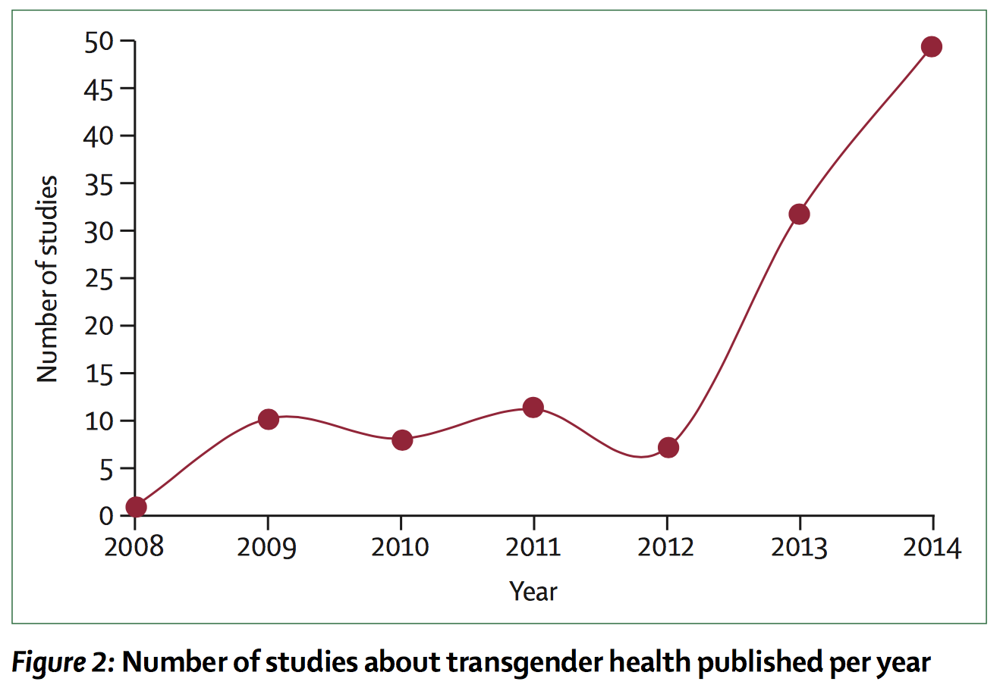 50
45
40
35
30
25
20
15
10
5
0
Number of studies
2008 2009 2010 2011 2012 2013 2014
Year
Figure 2: Number of studies about transgender health published per year